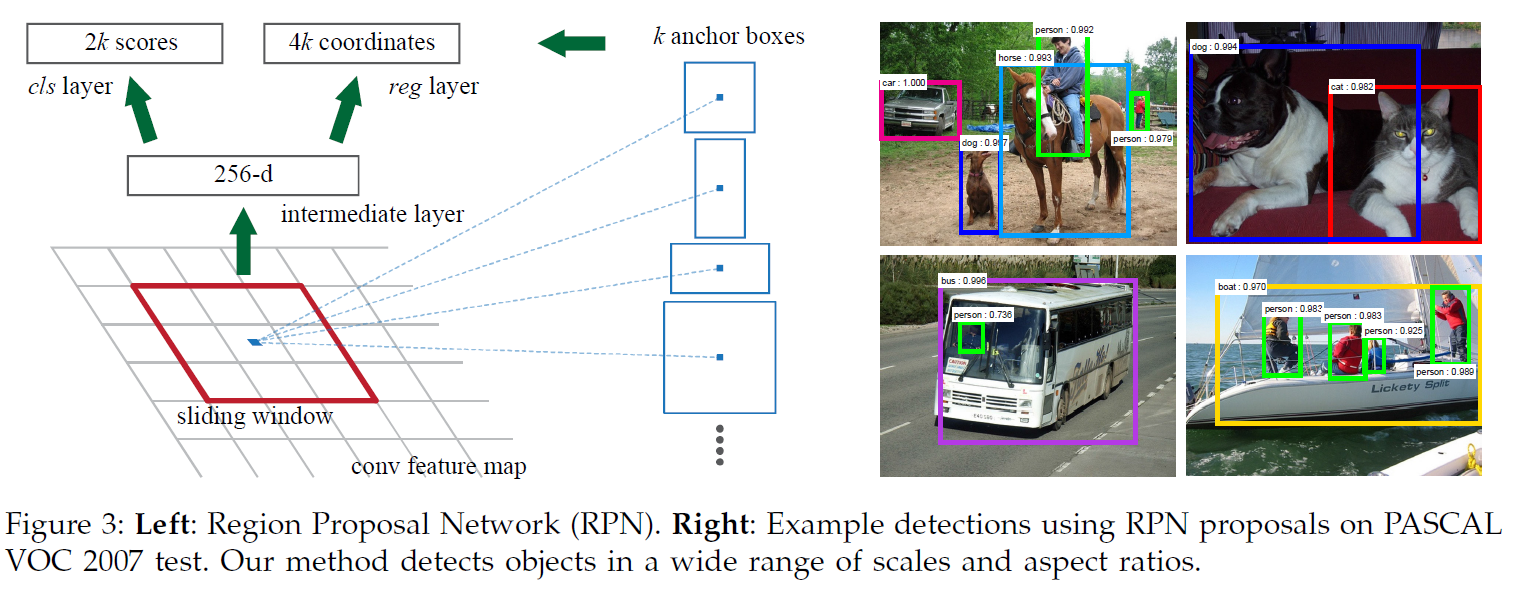 2k scores
4k coordinates
k anchor boxes
cls layer
reg layer
256-d
intermediate layer
sliding window
conv feature map
person : 0.992
horse : 0.993
car : 1.000
dog : 0.997
person : 0.979
dog : 0.994
cat : 0.982
bus : 0.996
person : 0.736
boat : 0.970
person : 0.983
person : 0.983
person : 0.925
person : 0.989
Lickety Split
Figure 3: Left: Region Proposal Network (RPN). Right: Example detections using RPN proposals on PASCAL
VOC 2007 test. Our method detects objects in a wide range of scales and aspect ratios.